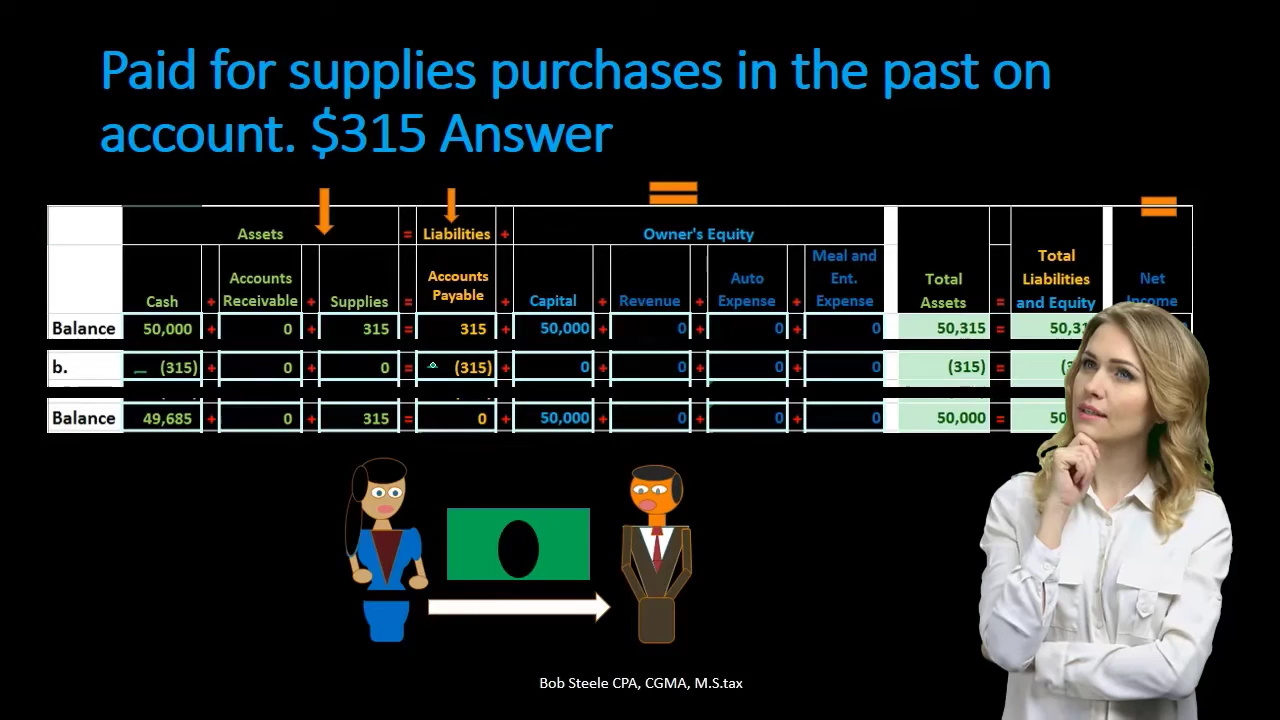 Paid for supplies purchases in the past on
account. $315 Answer
Assets = Liabilities + Owner's Equity
Cash + Accounts Receivable + Supplies = Accounts Payable + Capital + Revenue + Auto Expense + Meal and Ent. Expense Total Assets = Total Liabilities and Equity Net Income
Balance 50,000 + 0 + 315 = 315 + 50,000 + 0 + 0 + 0 50,315 =
b. (315) + 0 + 0 = (315) + 0 + 0 + 0 + 0 (315) =
Balance 49,685 + 0 + 315 = 0 + 50,000 + 0 + 0 + 0 50,000 =
Bob Steele CPA, CGMA, M.S.tax